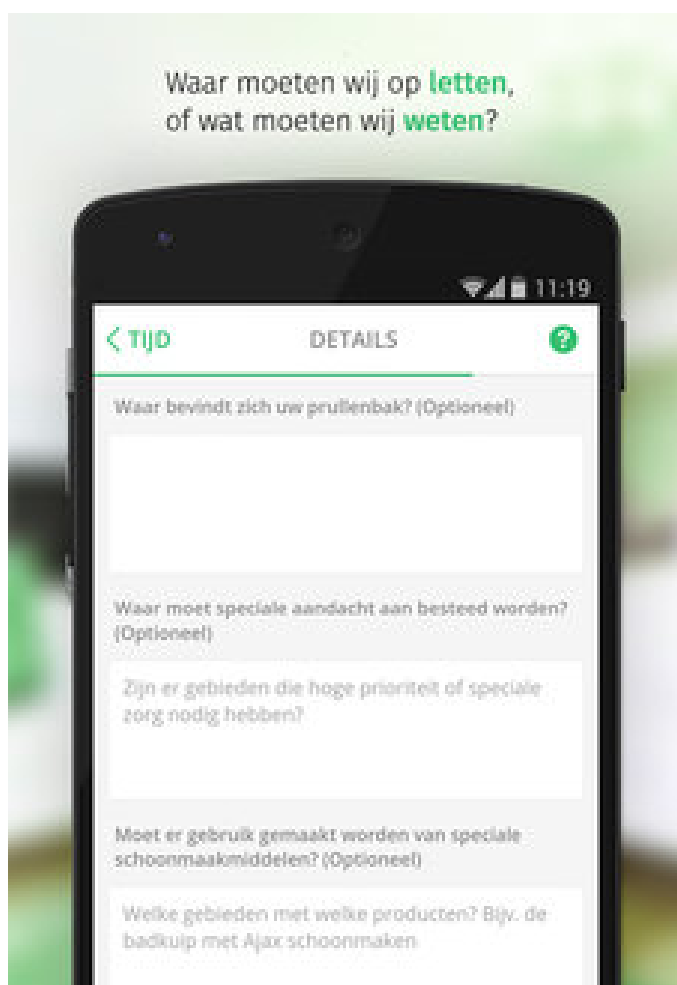 Waar moeten wij op letten,
of wat moeten wij weten?
11:19
< TIJD
DETAILS
?
Waar bevindt zich uw prullenbak? (Optioneel)
Waar moet speciale aandacht aan besteed worden?
(Optioneel)
Zijn er gebieden die hoge prioriteit of speciale
zorg nodig hebben?
Moet er gebruik gemaakt worden van speciale
schoonmaakmiddelen? (Optioneel)
Welke gebieden met welke producten? Bijv. de
badkuip met Ajax schoonmaken